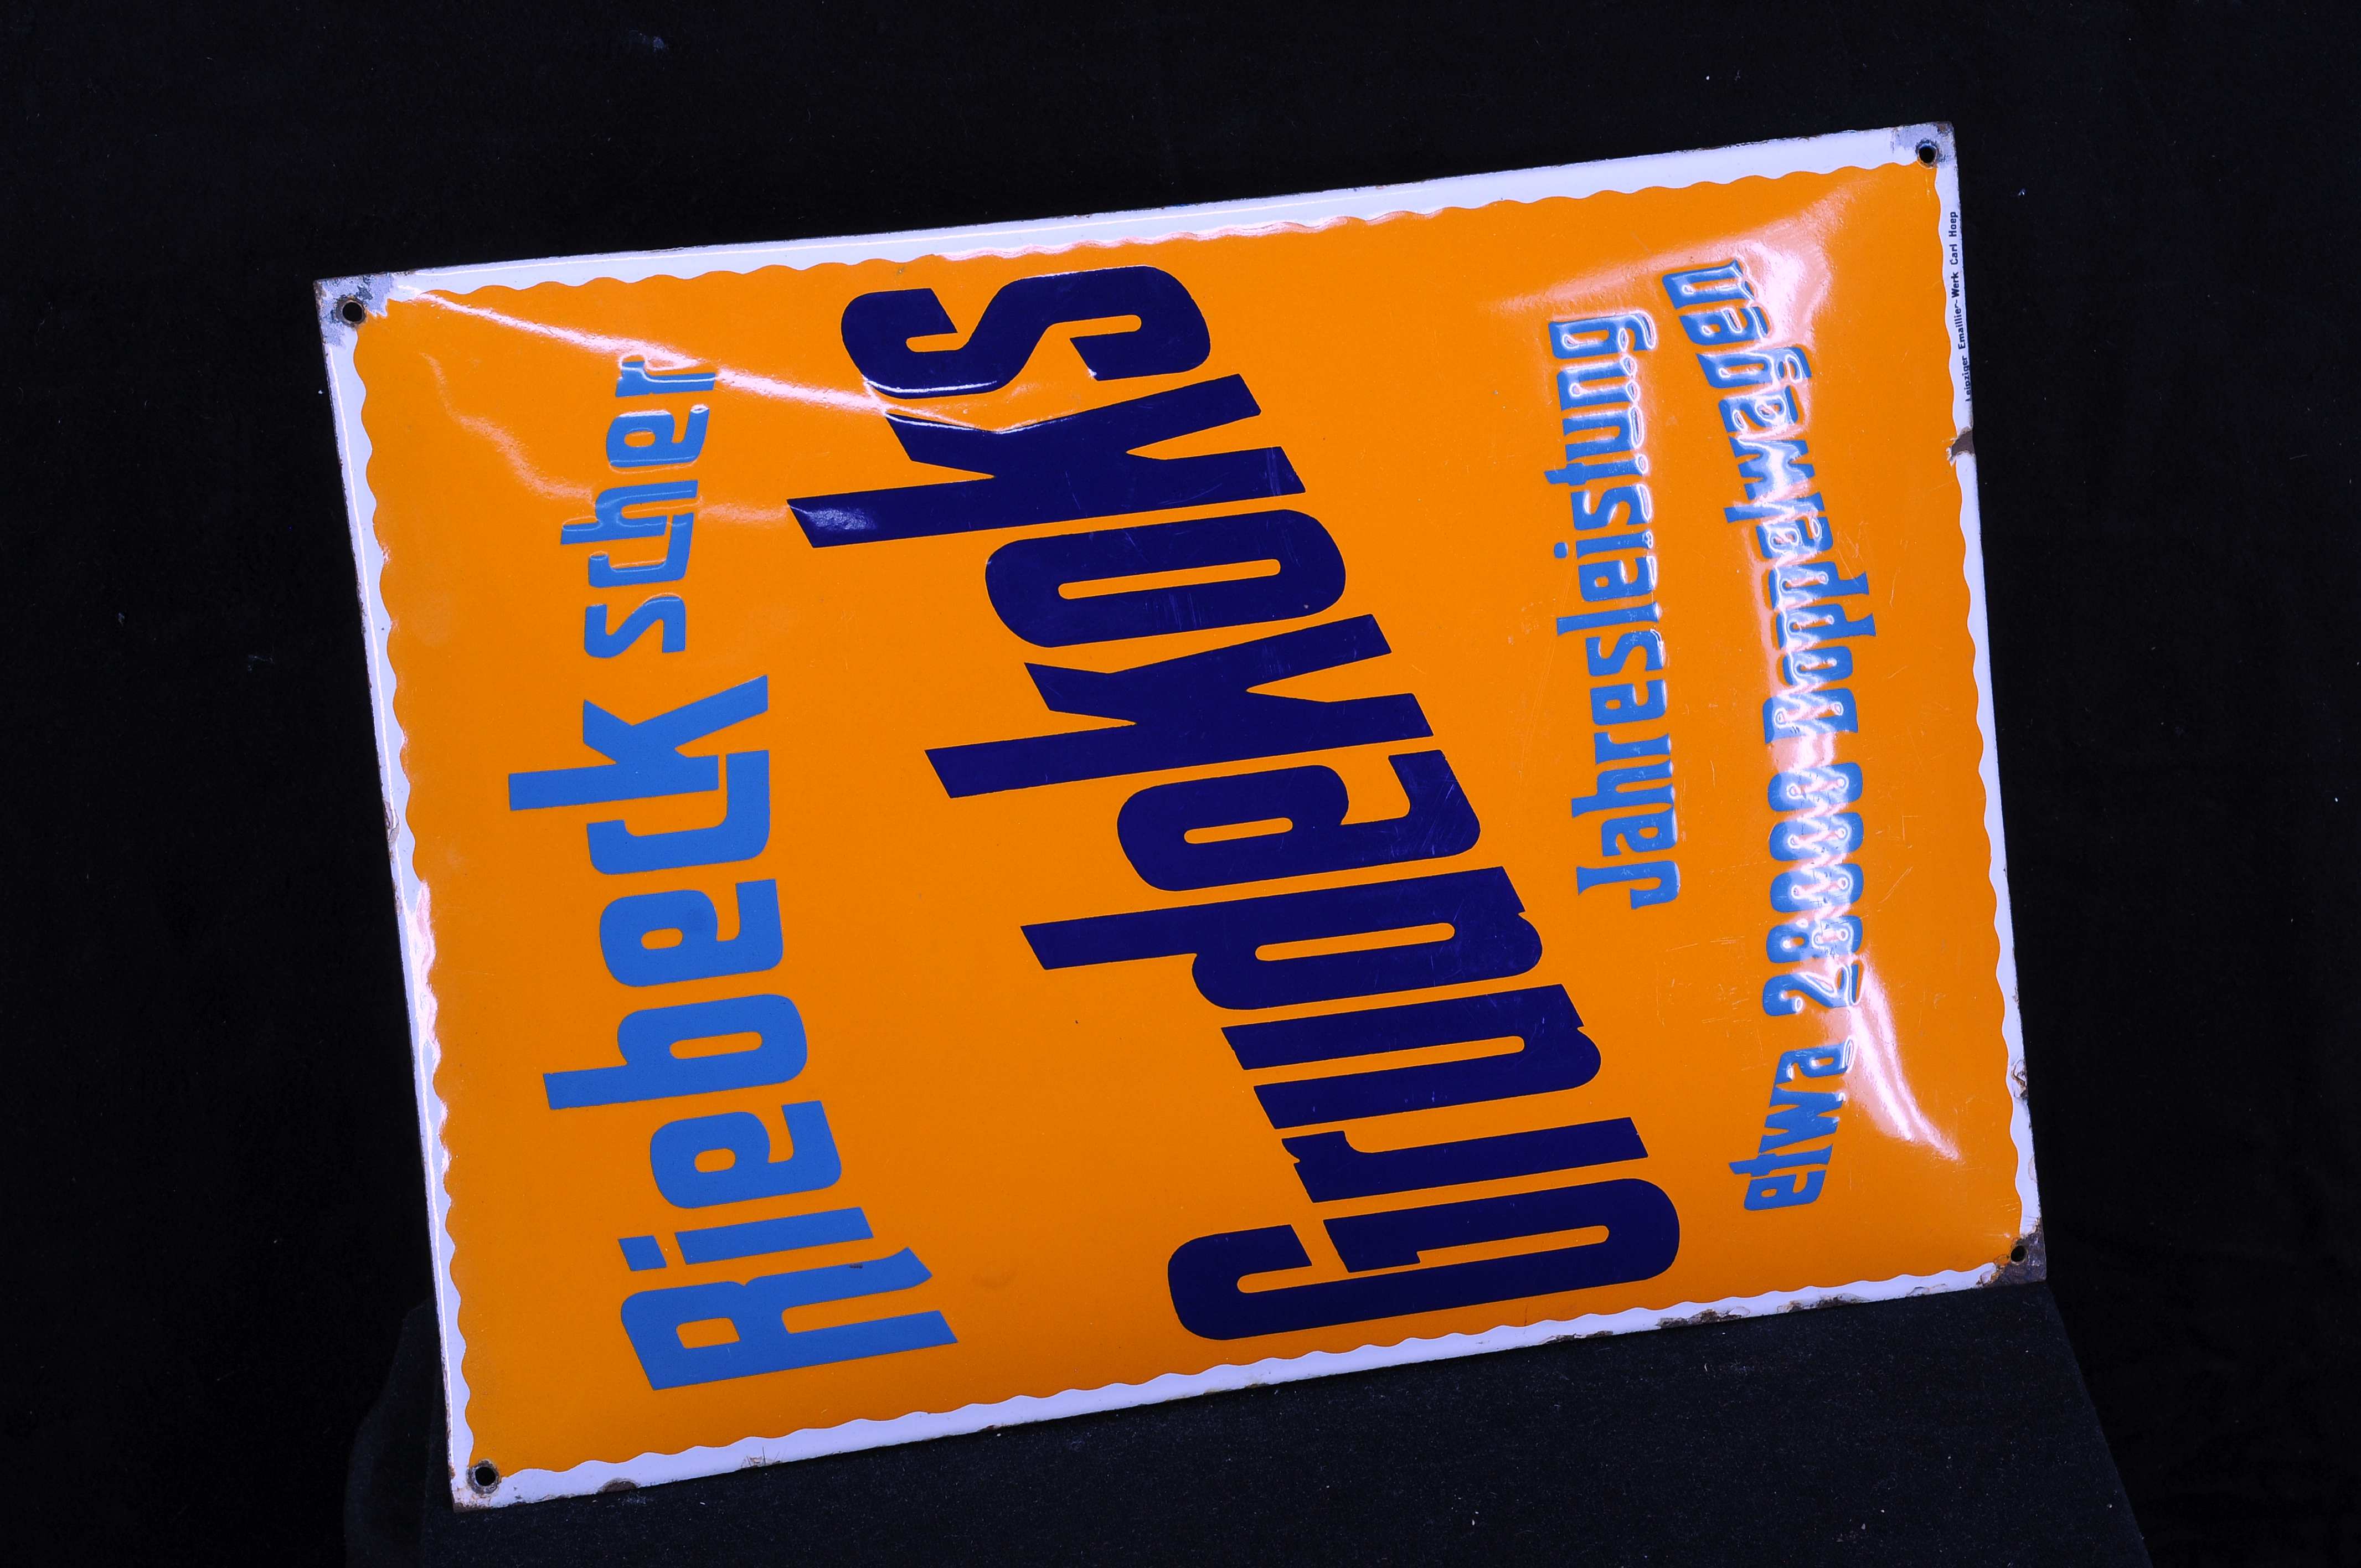 Riebeck scher
Grudekoks
Jahresleistung
etwa 28000 Doppelwagen
Leipziger Emaillier-Werk Carl Hoep